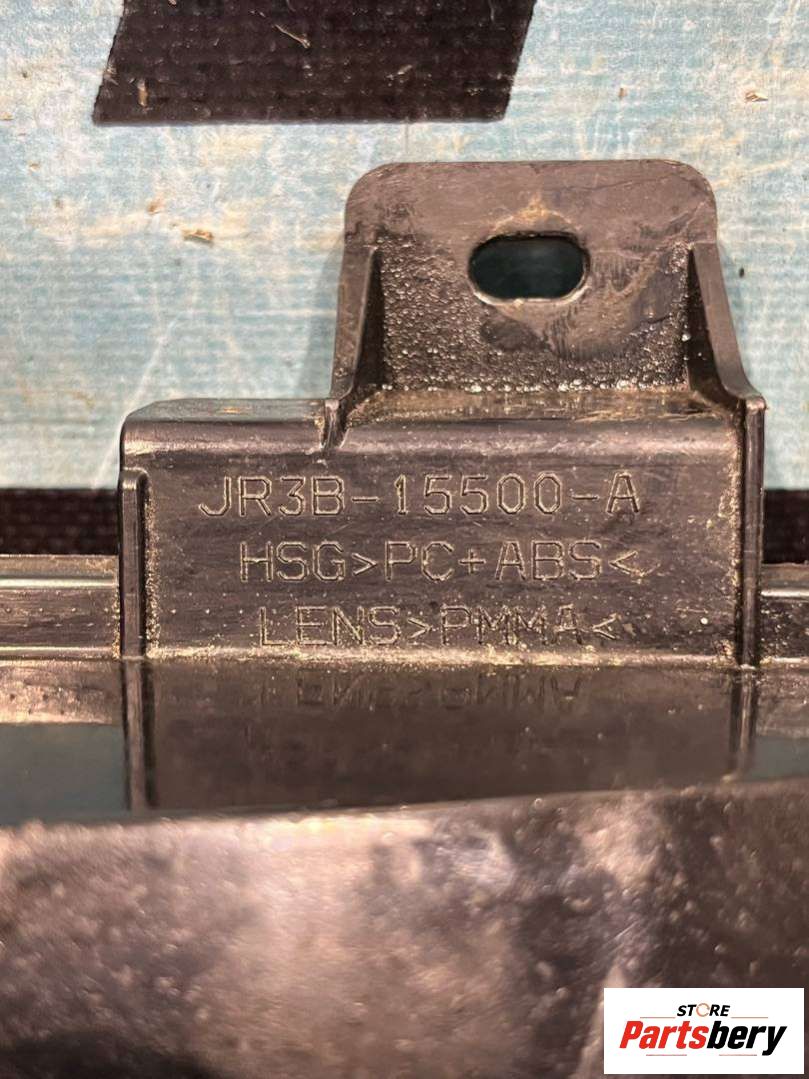 JR3B-15500-A
HSG>PC+ABS<
LENS>PMMA<
STORE
Partsbery